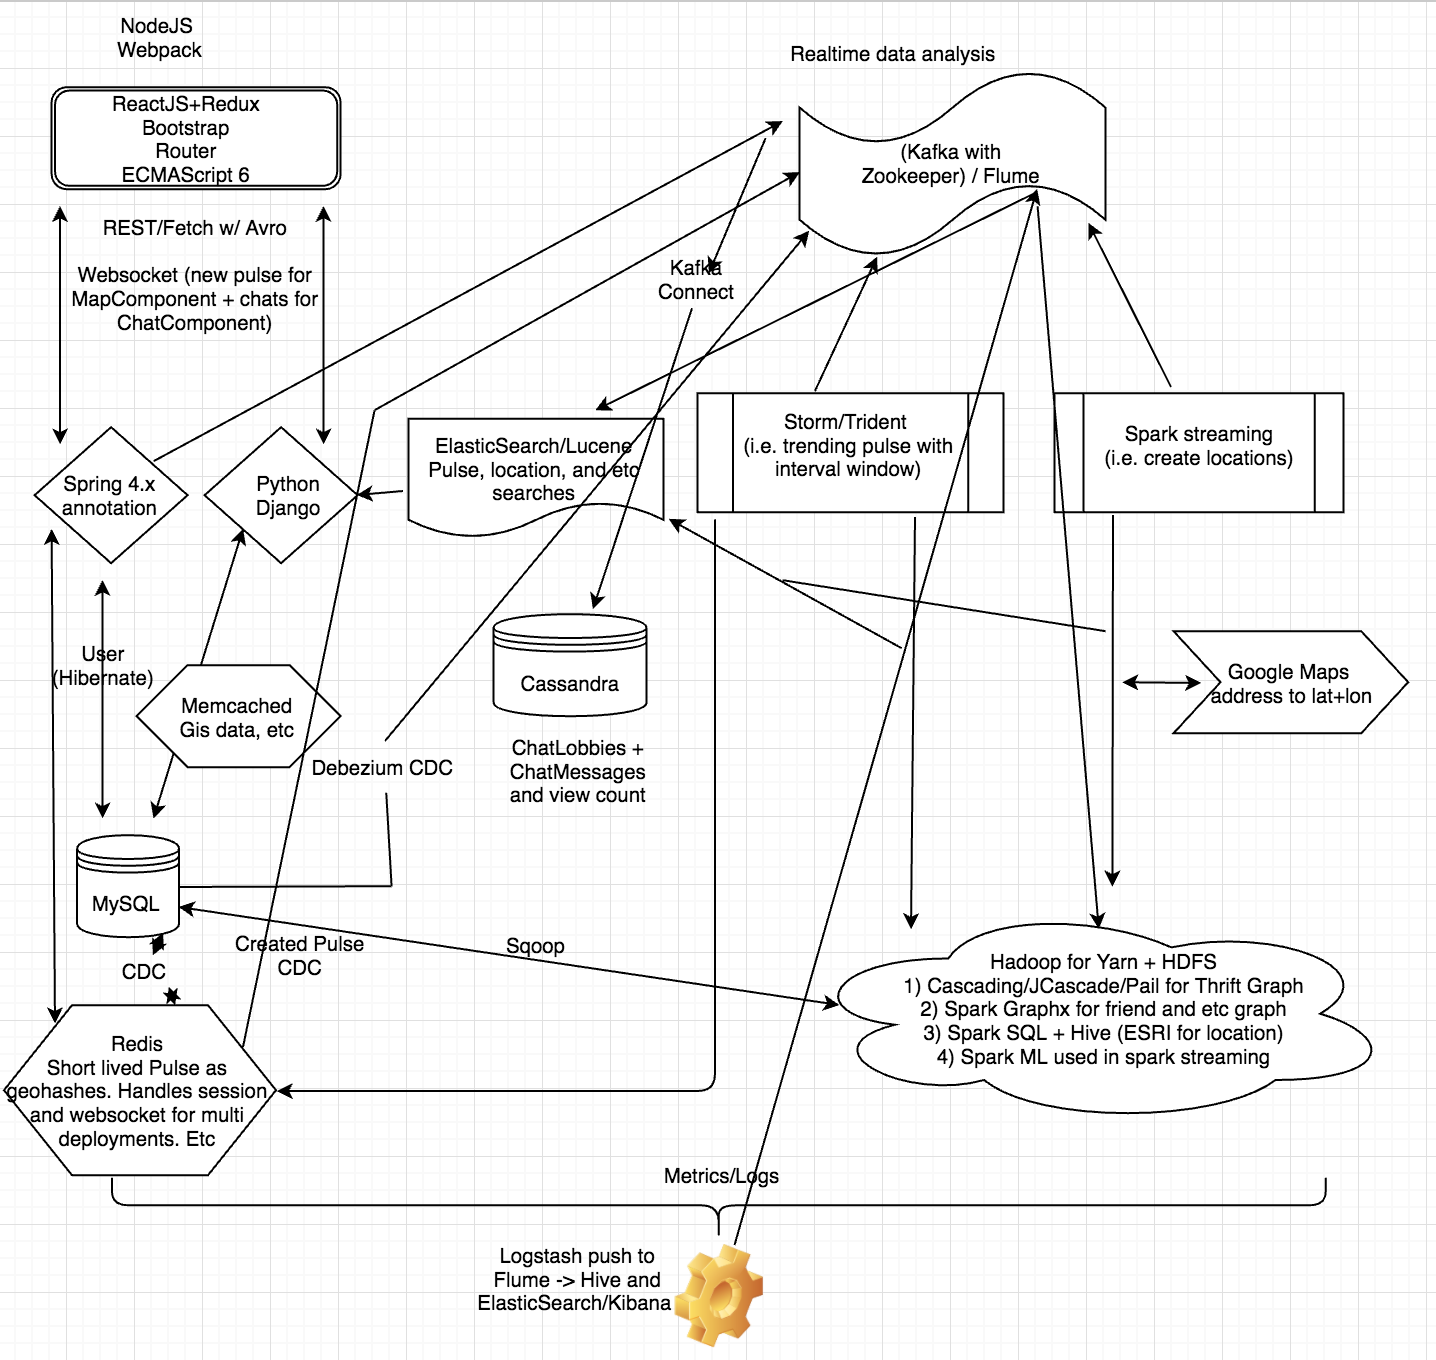 NodeJS
Webpack
ReactJS+Redux
Bootstrap
Router
ECMAScript 6
REST/Fetch w/ Avro
Websocket (new pulse for
MapComponent + chats for
ChatComponent)
Realtime data analysis
(Kafka with
Zookeeper) / Flume
Kafka
Connect
Spring 4.x
annotation
Python
Django
ElasticSearch/Lucene
Pulse, location, and etc
searches
Storm/Trident
(i.e. trending pulse with
interval window)
Spark streaming
(i.e. create locations)
User
(Hibernate)
Memcached
Gis data, etc
Debezium CDC
Cassandra
ChatLobbies +
ChatMessages
and view count
Google Maps
address to lat+lon
MySQL
CDC
Created Pulse
CDC
Sqoop
Hadoop for Yarn + HDFS
1) Cascading/JCascade/Pail for Thrift Graph
2) Spark Graphx for friend and etc graph
3) Spark SQL + Hive (ESRI for location)
4) Spark ML used in spark streaming
Redis
Short lived Pulse as
geohashes. Handles session
and websocket for multi
deployments. Etc
Metrics/Logs
Logstash push to
Flume -> Hive and
ElasticSearch/Kibana